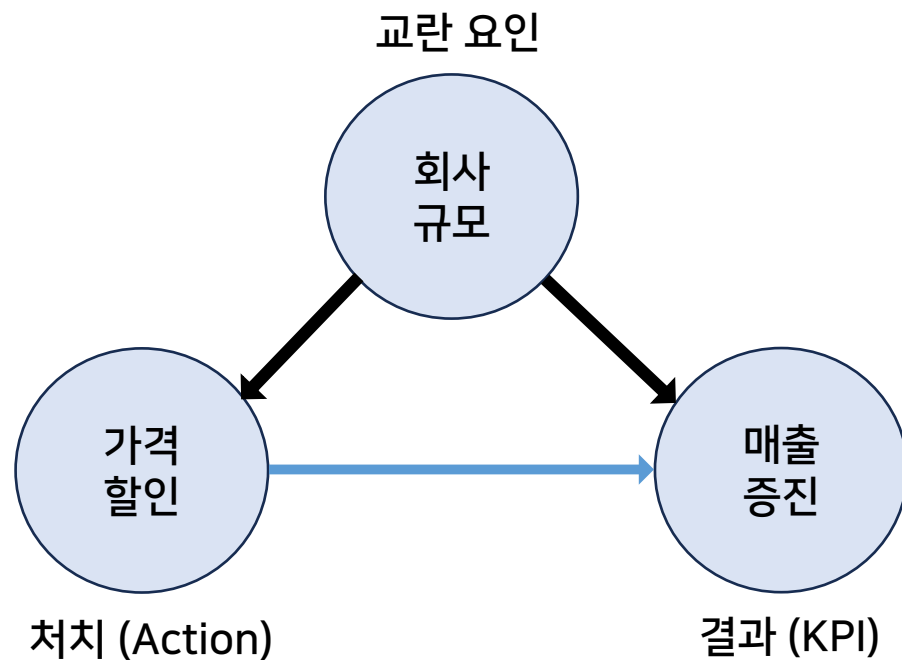 교란 요인
회사
규모
가격
할인
매출
증진
처치 (Action)
결과 (KPI)